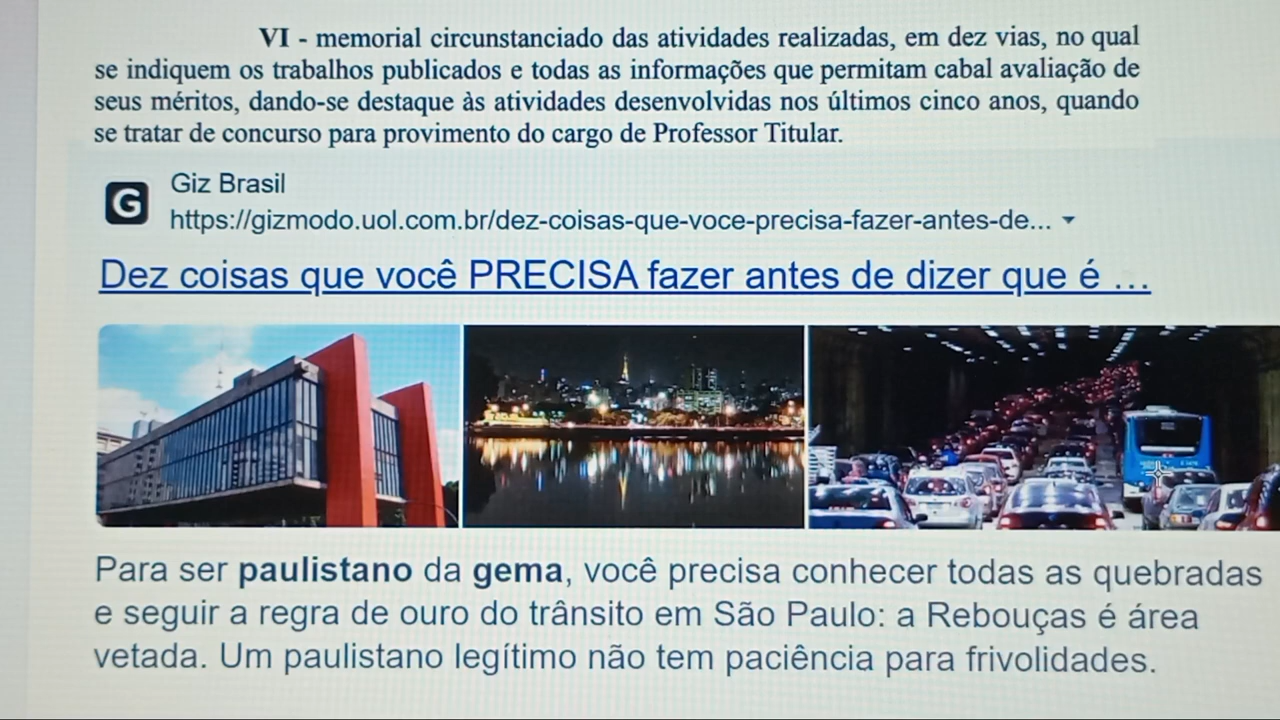 VI - memorial circunstanciado das atividades realizadas, em dez vias, no qual
se indiquem os trabalhos publicados e todas as informações que permitam cabal avaliação de
seus méritos, dando-se destaque às atividades desenvolvidas nos últimos cinco anos, quando
se tratar de concurso para provimento do cargo de Professor Titular.
G
Giz Brasil
https://gizmodo.uol.com.br/dez-coisas-que-voce-precisa-fazer-antes-de...
Dez coisas que você PRECISA fazer antes de dizer que é ...
Para ser paulistano da gema, você precisa conhecer todas as quebradas
e seguir a regra de ouro do trânsito em São Paulo: a Rebouças é área
vetada. Um paulistano legítimo não tem paciência para frivolidades.